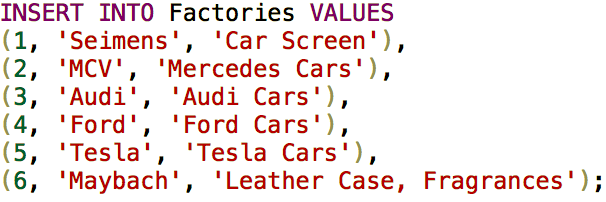 INSERT INTO Factories VALUES
(1, 'Seimens', 'Car Screen'),
(2, 'MCV', 'Mercedes Cars'),
(3, 'Audi', 'Audi Cars'),
(4, 'Ford', 'Ford Cars'),
(5, 'Tesla', 'Tesla Cars'),
(6, 'Maybach', 'Leather Case, Fragrances');